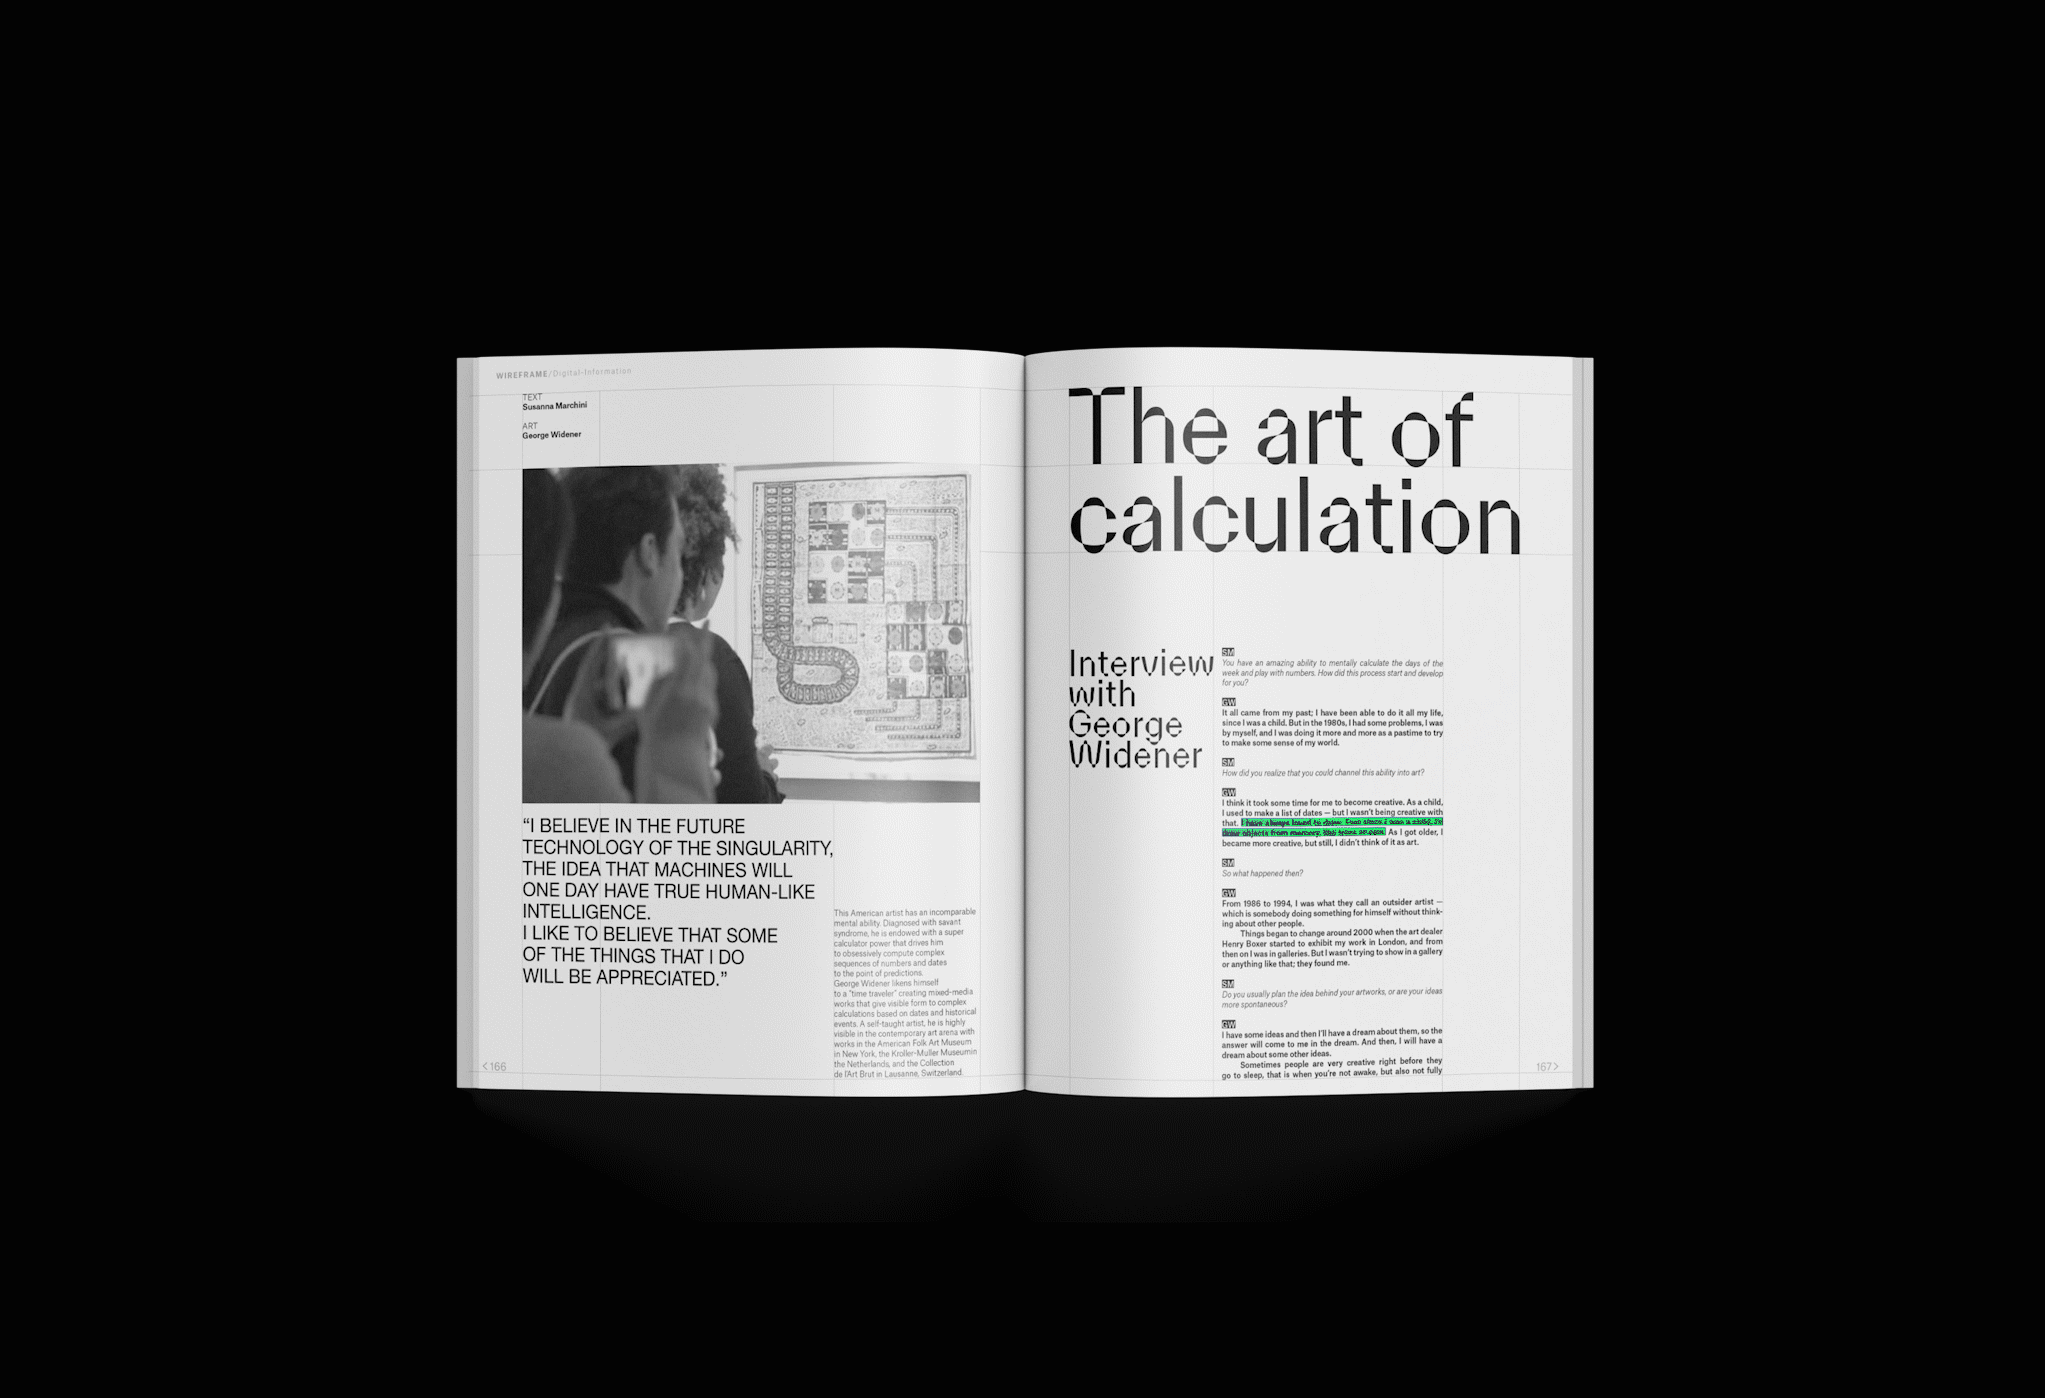 WIREFRAME/Digital-Information
TEXT
Susanna Marchini
ART
George Widener
“I BELIEVE IN THE FUTURE
TECHNOLOGY OF THE SINGULARITY,
THE IDEA THAT MACHINES WILL
ONE DAY HAVE TRUE HUMAN-LIKE
INTELLIGENCE.
I LIKE TO BELIEVE THAT SOME
OF THE THINGS THAT I DO
WILL BE APPRECIATED.”
This American artist has an incomparable
mental ability. Diagnosed with savant
syndrome, he is endowed with a super
calculator power that drives him
to obsessively compute complex
sequences of numbers and dates
to the point of predictions.
George Widener likens himself
to a “time traveler” creating mixed-media
works that give visible form to complex
calculations based on dates and historical
events. A self-taught artist, he is highly
visible in the contemporary art arena with
works in the American Folk Art Museum
in New York, the Kroller-Muller Museumin
the Netherlands, and the Collection
de l'Art Brut in Lausanne, Switzerland.
<166
The art of
calculation
Interview
with
George
Widener
SM
You have an amazing ability to mentally calculate the days of the
week and play with numbers. How did this process start and develop
for you?
GW
It all came from my past; I have been able to do it all my life,
since I was a child. But in the 1980s, I had some problems, I was
by myself, and I was doing it more and more as a pastime to try
to make some sense of my world.
SM
How did you realize that you could channel this ability into art?
GW
I think it took some time for me to become creative. As a child,
I used to make a list of dates — but I wasn't being creative with
that. I have always loved to draw. I was a child,
draw objects from memory, like As I got older, I
became more creative, but still, I didn't think of it as art.
SM
So what happened then?
GW
From 1986 to 1994, I was what they call an outsider artist —
which is somebody doing something for himself without think-
ing about other people.
Things began to change around 2000 when the art dealer
Henry Boxer started to exhibit my work in London, and from
then on I was in galleries. But I wasn't trying to show in a gallery
or anything like that; they found me.
SM
Do you usually plan the idea behind your artworks, or are your ideas
more spontaneous?
GW
I have some ideas and then I'll have a dream about them, so the
answer will come to me in the dream. And then, I will have a
dream about some other ideas.
Sometimes people are very creative right before they
go to sleep, that is when you're not awake, but also not fully
167>